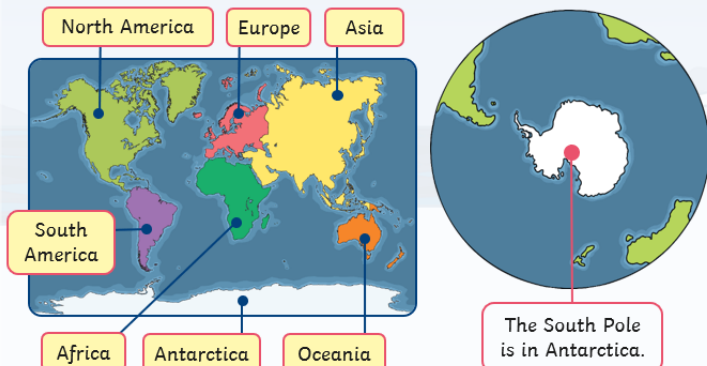 North America
Europe
Asia
South
America
Africa
Antarctica
Oceania
The South Pole
is in Antarctica.